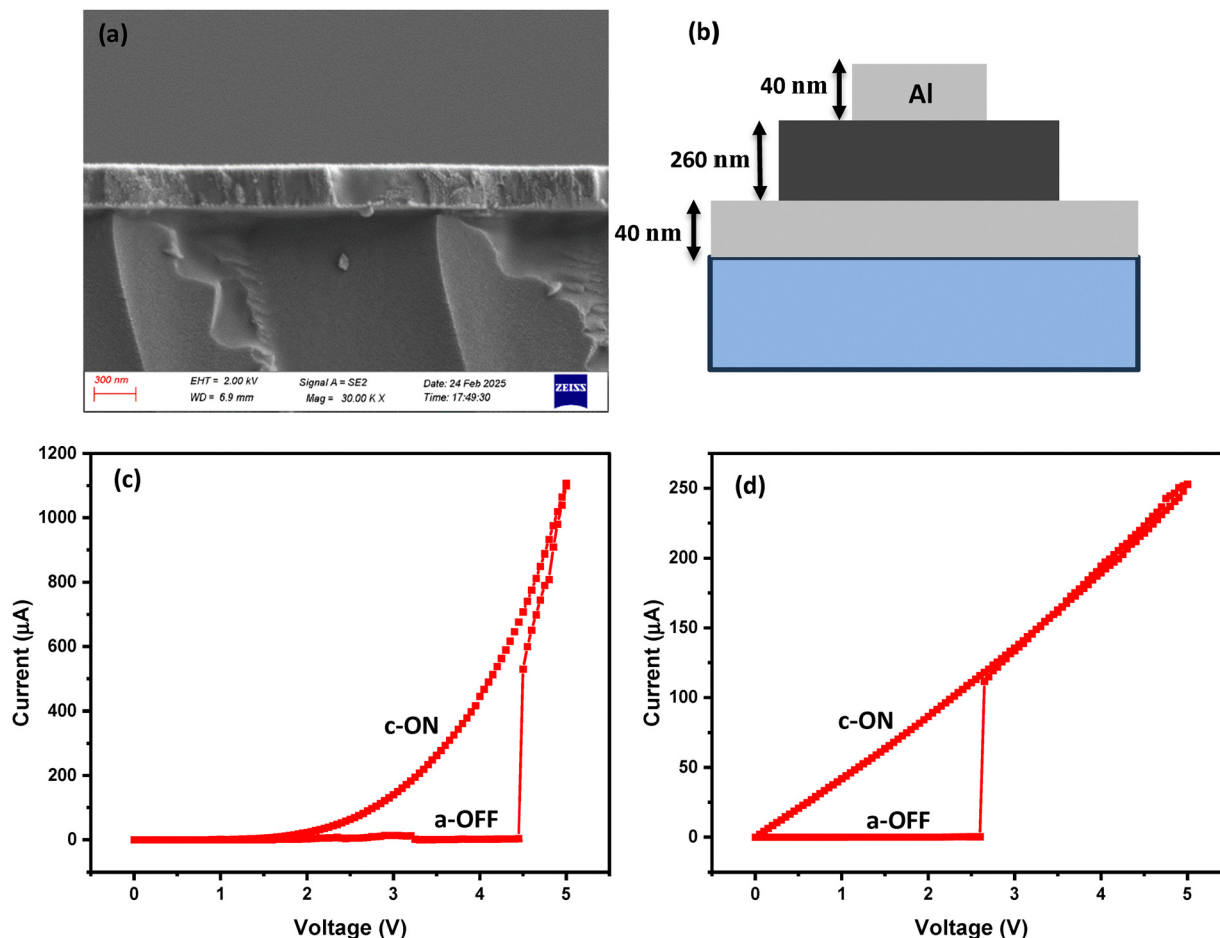 (a)
300 nm
EHT = 2.00 kV
WD = 6.9 mm
Signal A = SE2
Mag = 30.00 K X
Date: 24 Feb 2025
Time: 17:49:30
ZEISS
(b)
40 nm
Al
260 nm
40 nm
(c)
1200
1000
800
600
400
200
0
Current (μA)
c-ON
a-OFF
0 1 2 3 4 5
Voltage (V)
(d)
250
200
150
100
50
0
Current (μA)
c-ON
a-OFF
0 1 2 3 4 5
Voltage (V)